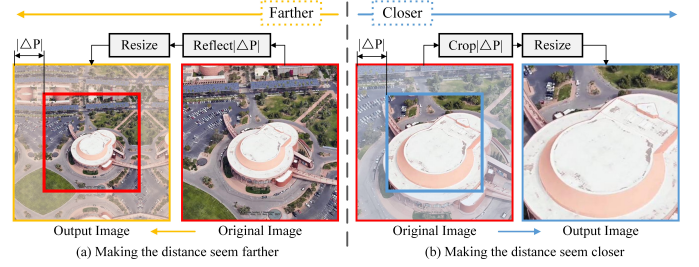 Farther
Closer
|△P|
Resize
Reflect|△P|
|△P|
Crop|△P|
Resize
Output Image
Original Image
Original Image
Output Image
(a) Making the distance seem farther
(b) Making the distance seem closer